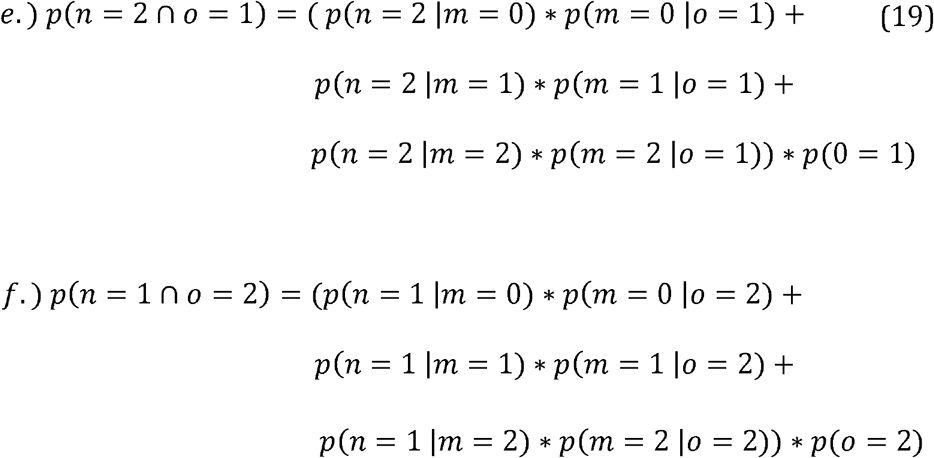 e.) p(n = 2 ∩ o = 1) = ( p(n = 2 |m = 0) ∗ p(m = 0 |o = 1) + (19)
p(n = 2 |m = 1) ∗ p(m = 1 |o = 1) +
p(n = 2 |m = 2) ∗ p(m = 2 |o = 1)) ∗ p(0 = 1)
f.) p(n = 1 ∩ o = 2) = (p(n = 1 |m = 0) ∗ p(m = 0 |o = 2) +
p(n = 1 |m = 1) ∗ p(m = 1 |o = 2) +
p(n = 1 |m = 2) ∗ p(m = 2 |o = 2)) ∗ p(o = 2)